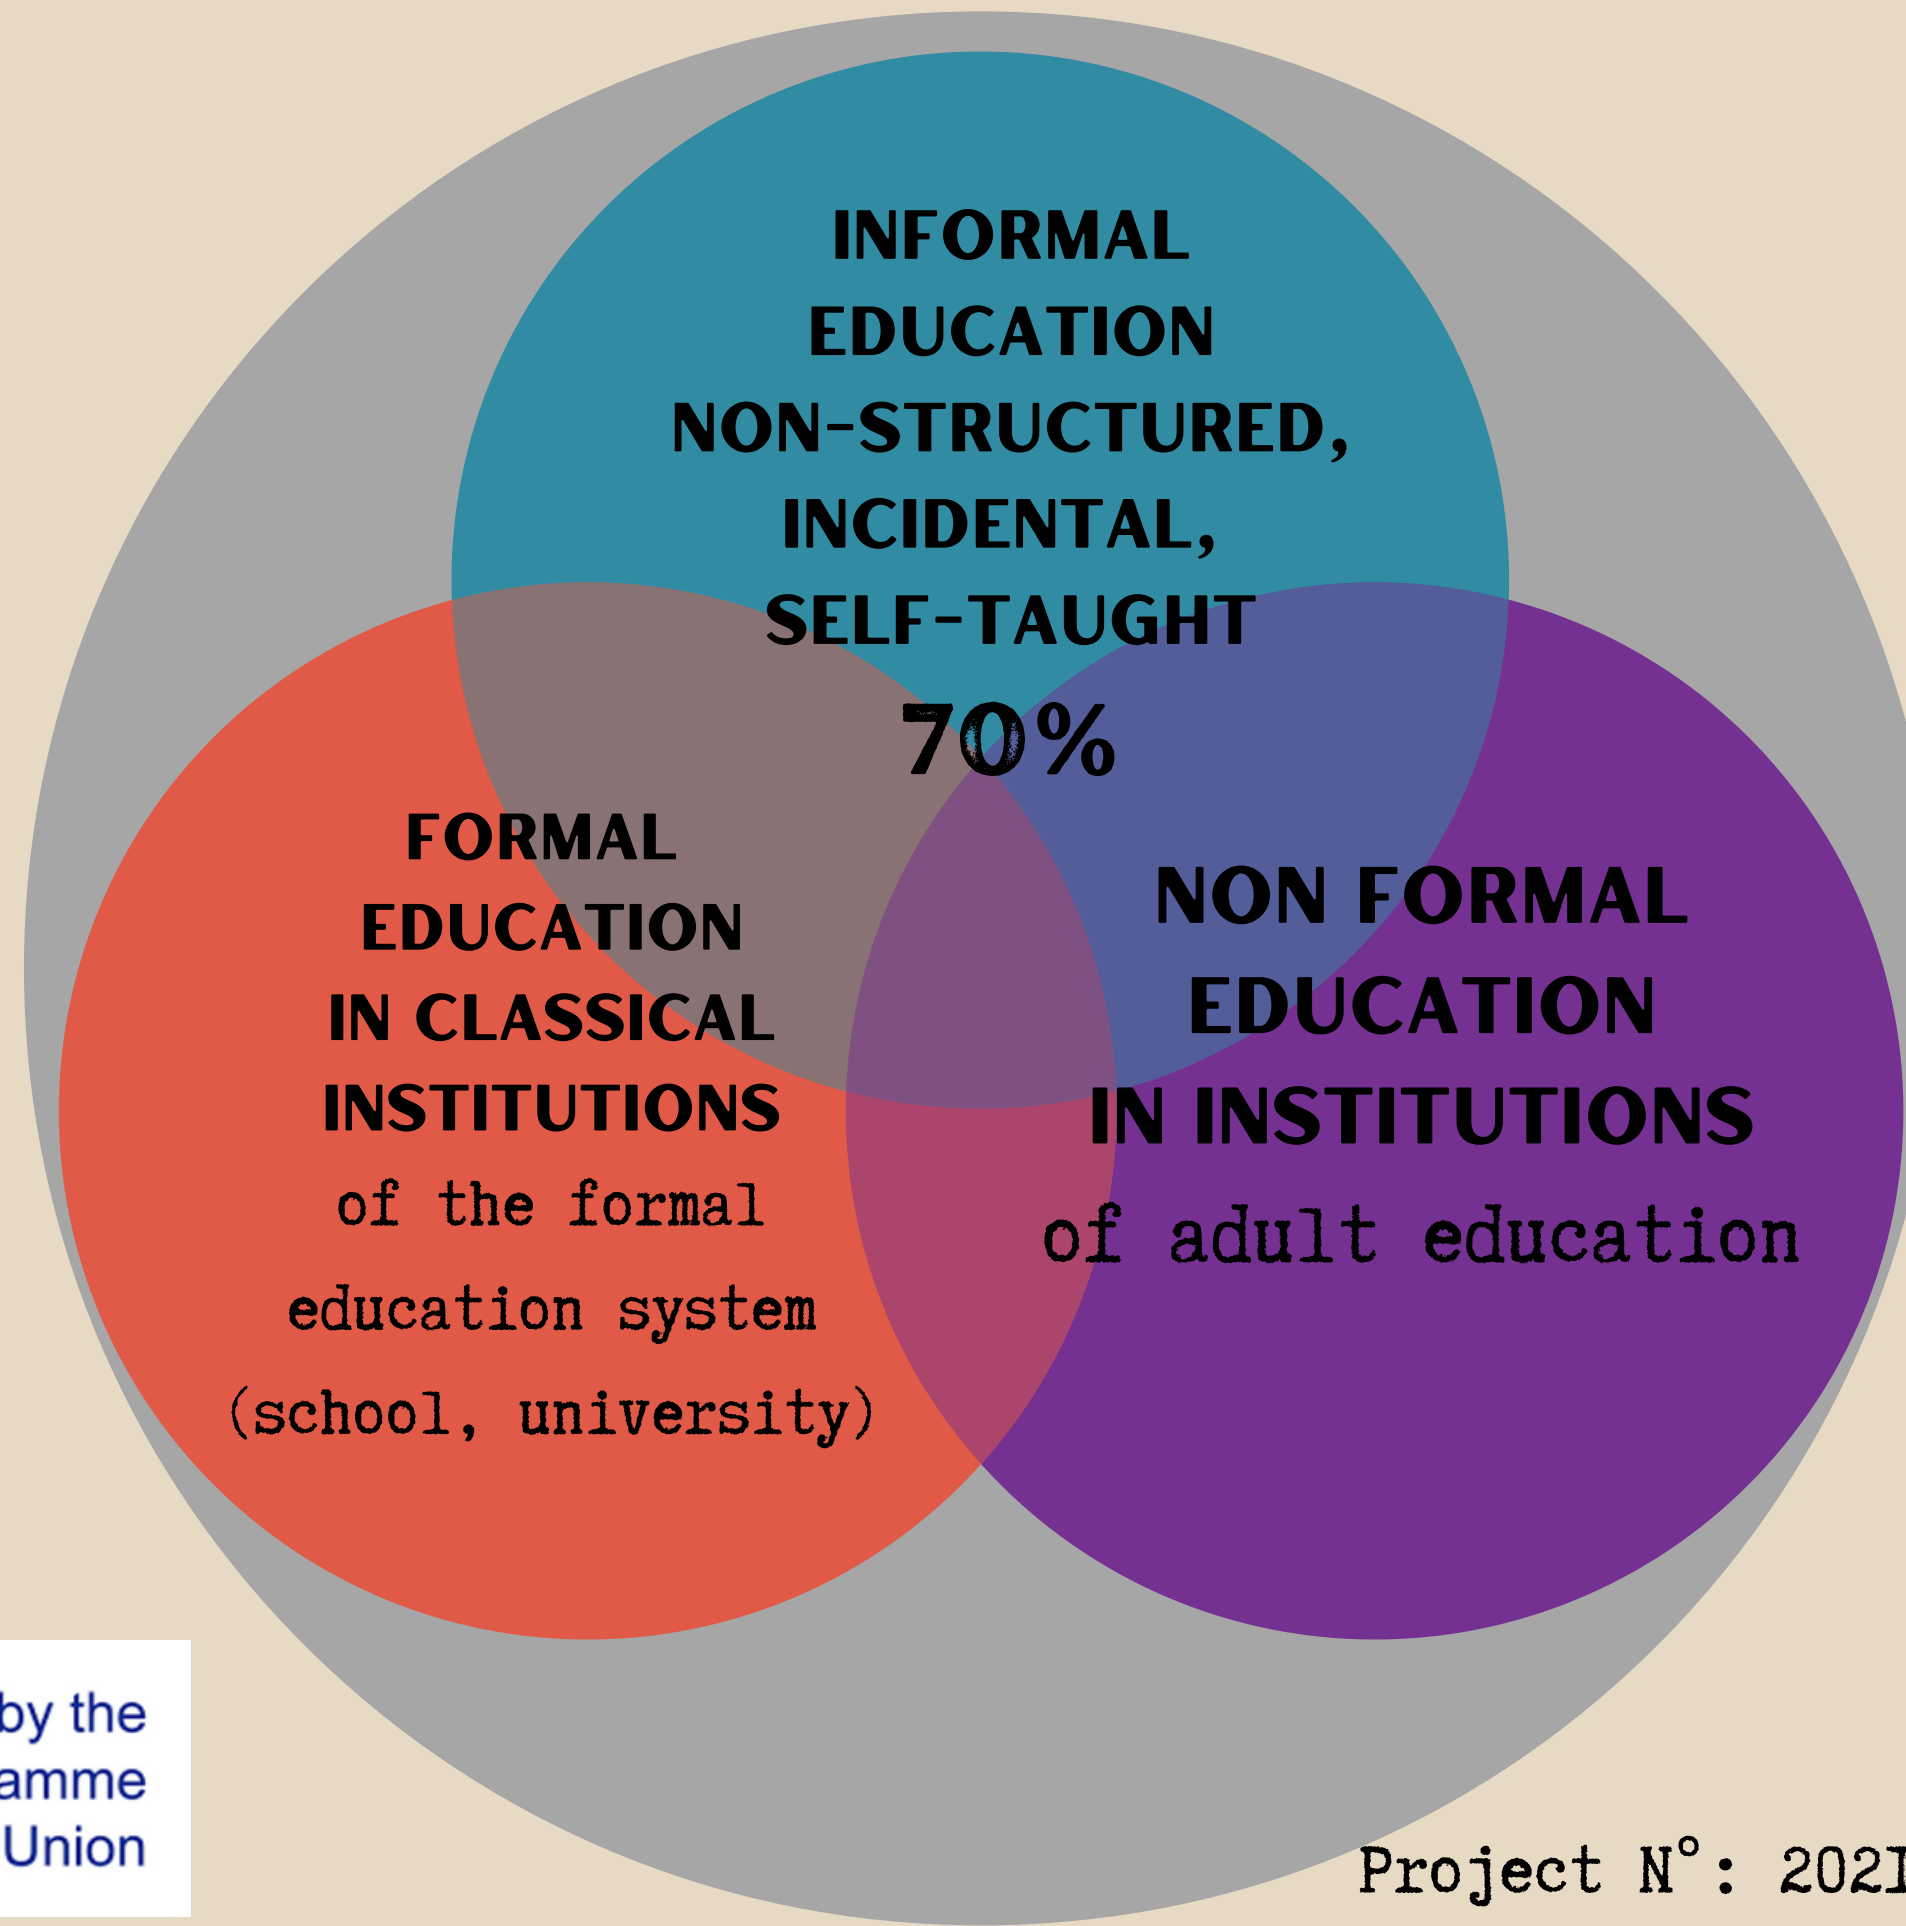 INFORMAL
EDUCATION
NON-STRUCTURED,
INCIDENTAL,
SELF-TAUGHT
70%
FORMAL
EDUCATION
IN CLASSICAL
INSTITUTIONS
of the formal
education system
(school, university)
NON FORMAL
EDUCATION
IN INSTITUTIONS
of adult education
by the
amme
Union
Project N°: 2021